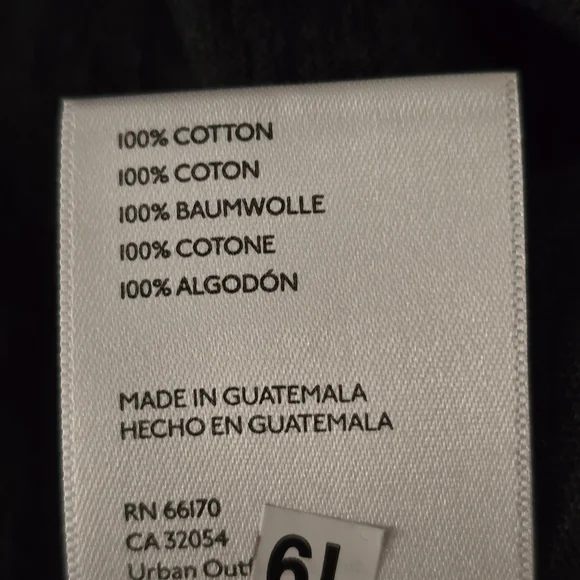 100% COTTON
100% COTON
100% BAUMWOLLE
100% COTONE
100% ALGODÓN
MADE IN GUATEMALA
HECHO EN GUATEMALA
RN 66170
CA 32054
Urban